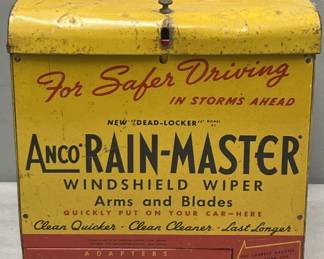 For Safer Driving
IN STORMS AHEAD
NEW "DEAD-LOCKER" MODEL
ANCO RAIN-MASTER
WINDSHIELD WIPER
Arms and Blades
QUICKLY PUT ON YOUR CAR-HERE
Clean Quicker - Clean Cleaner - Last Longer
ADAPTERS